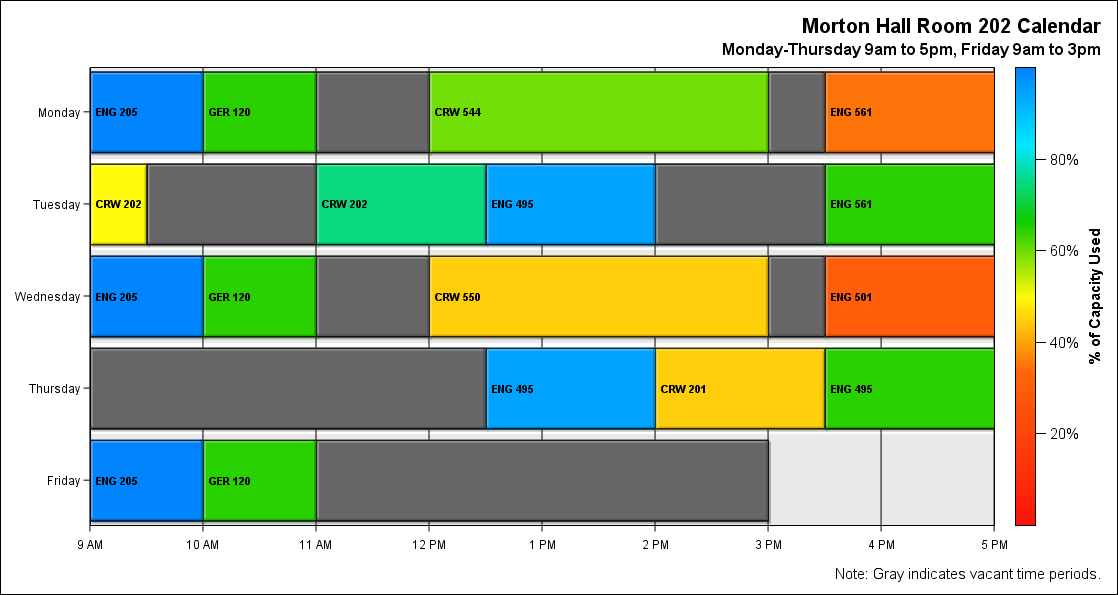 Morton Hall Room 202 Calendar
Monday-Thursday 9am to 5pm, Friday 9am to 3pm
Monday
ENG 205
GER 120
CRW 544
ENG 561
Tuesday
CRW 202
CRW 202
ENG 495
ENG 561
Wednesday
ENG 205
GER 120
CRW 550
ENG 501
Thursday
ENG 495
CRW 201
ENG 495
Friday
ENG 205
GER 120
9 AM
10 AM
11 AM
12 PM
1 PM
2 PM
3 PM
4 PM
5 PM
80%
60%
40%
20%
% of Capacity Used
Note: Gray indicates vacant time periods.